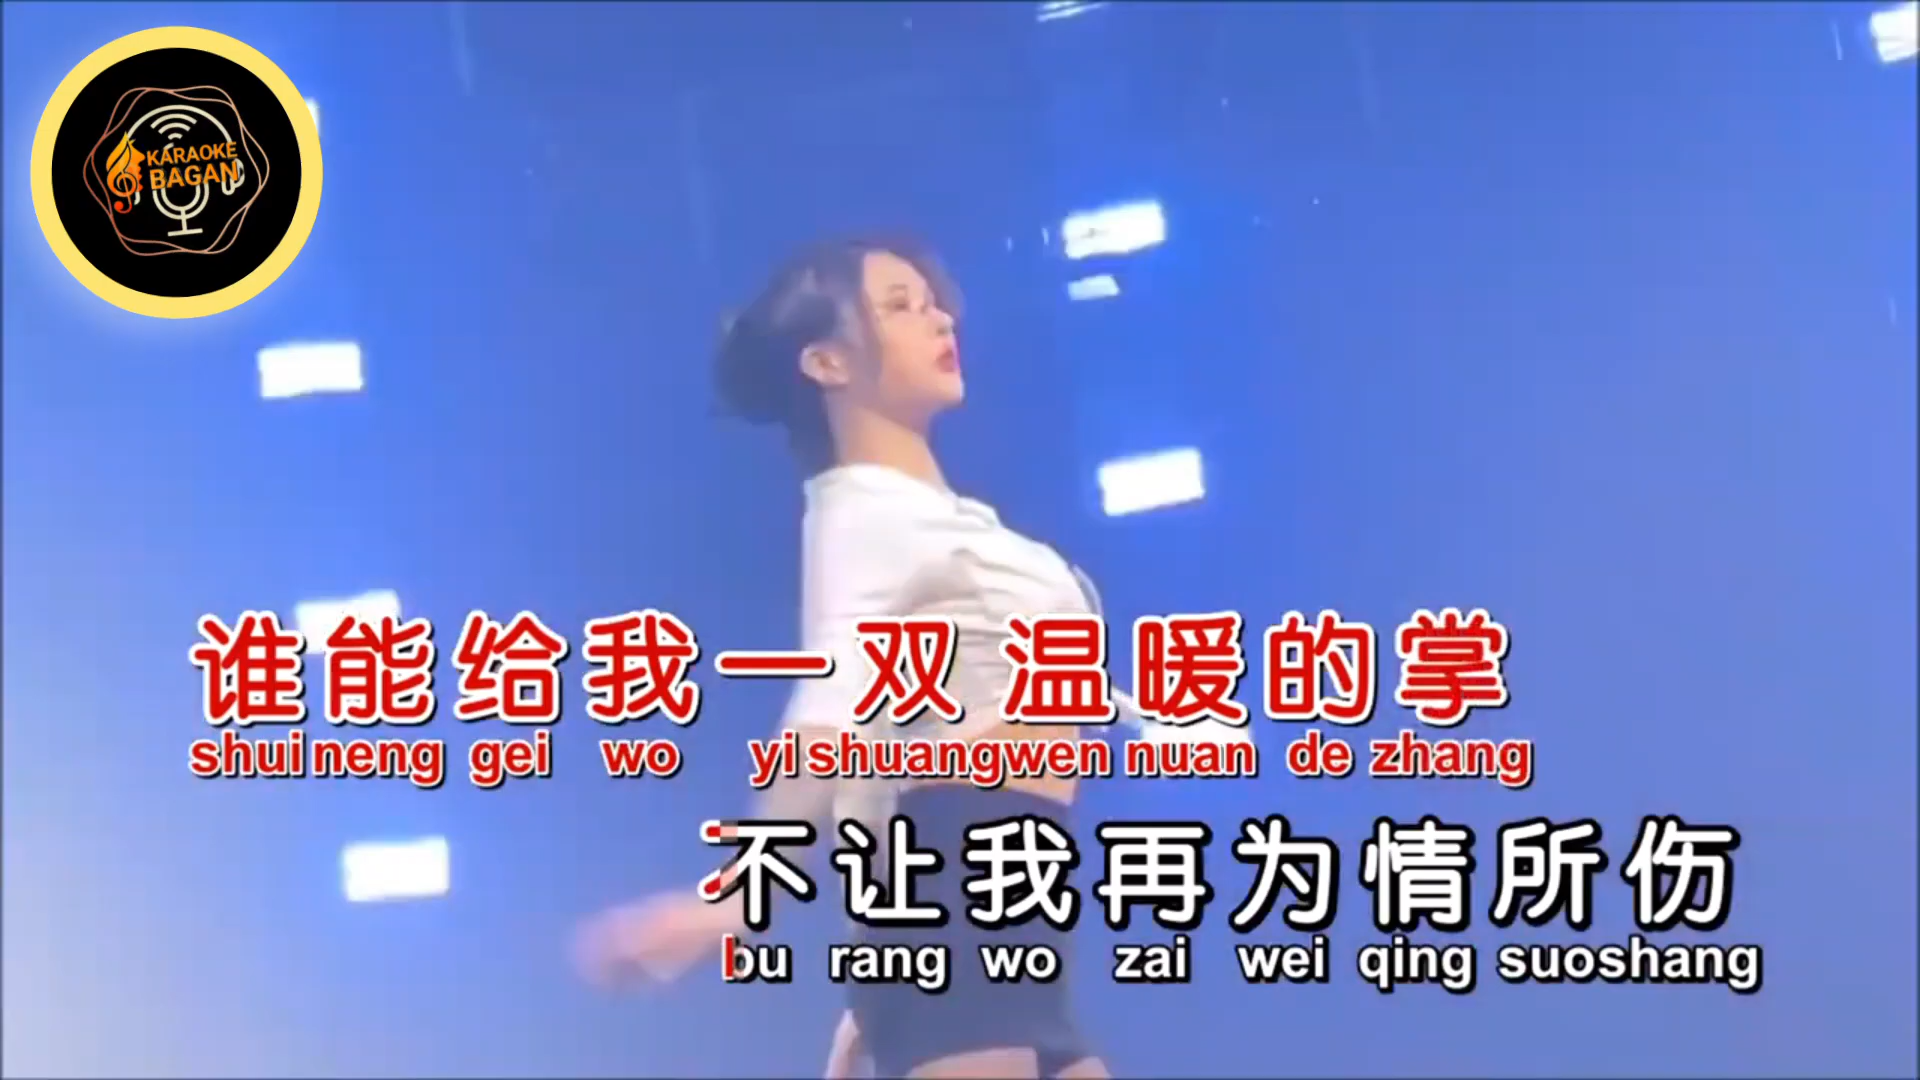 KARAOKE
BAGAN
谁能给我一双温暖的掌
shui neng gei wo yi shuang wen nuan de zhang
不让我再为情所伤
bu rang wo zai wei qing suo shang